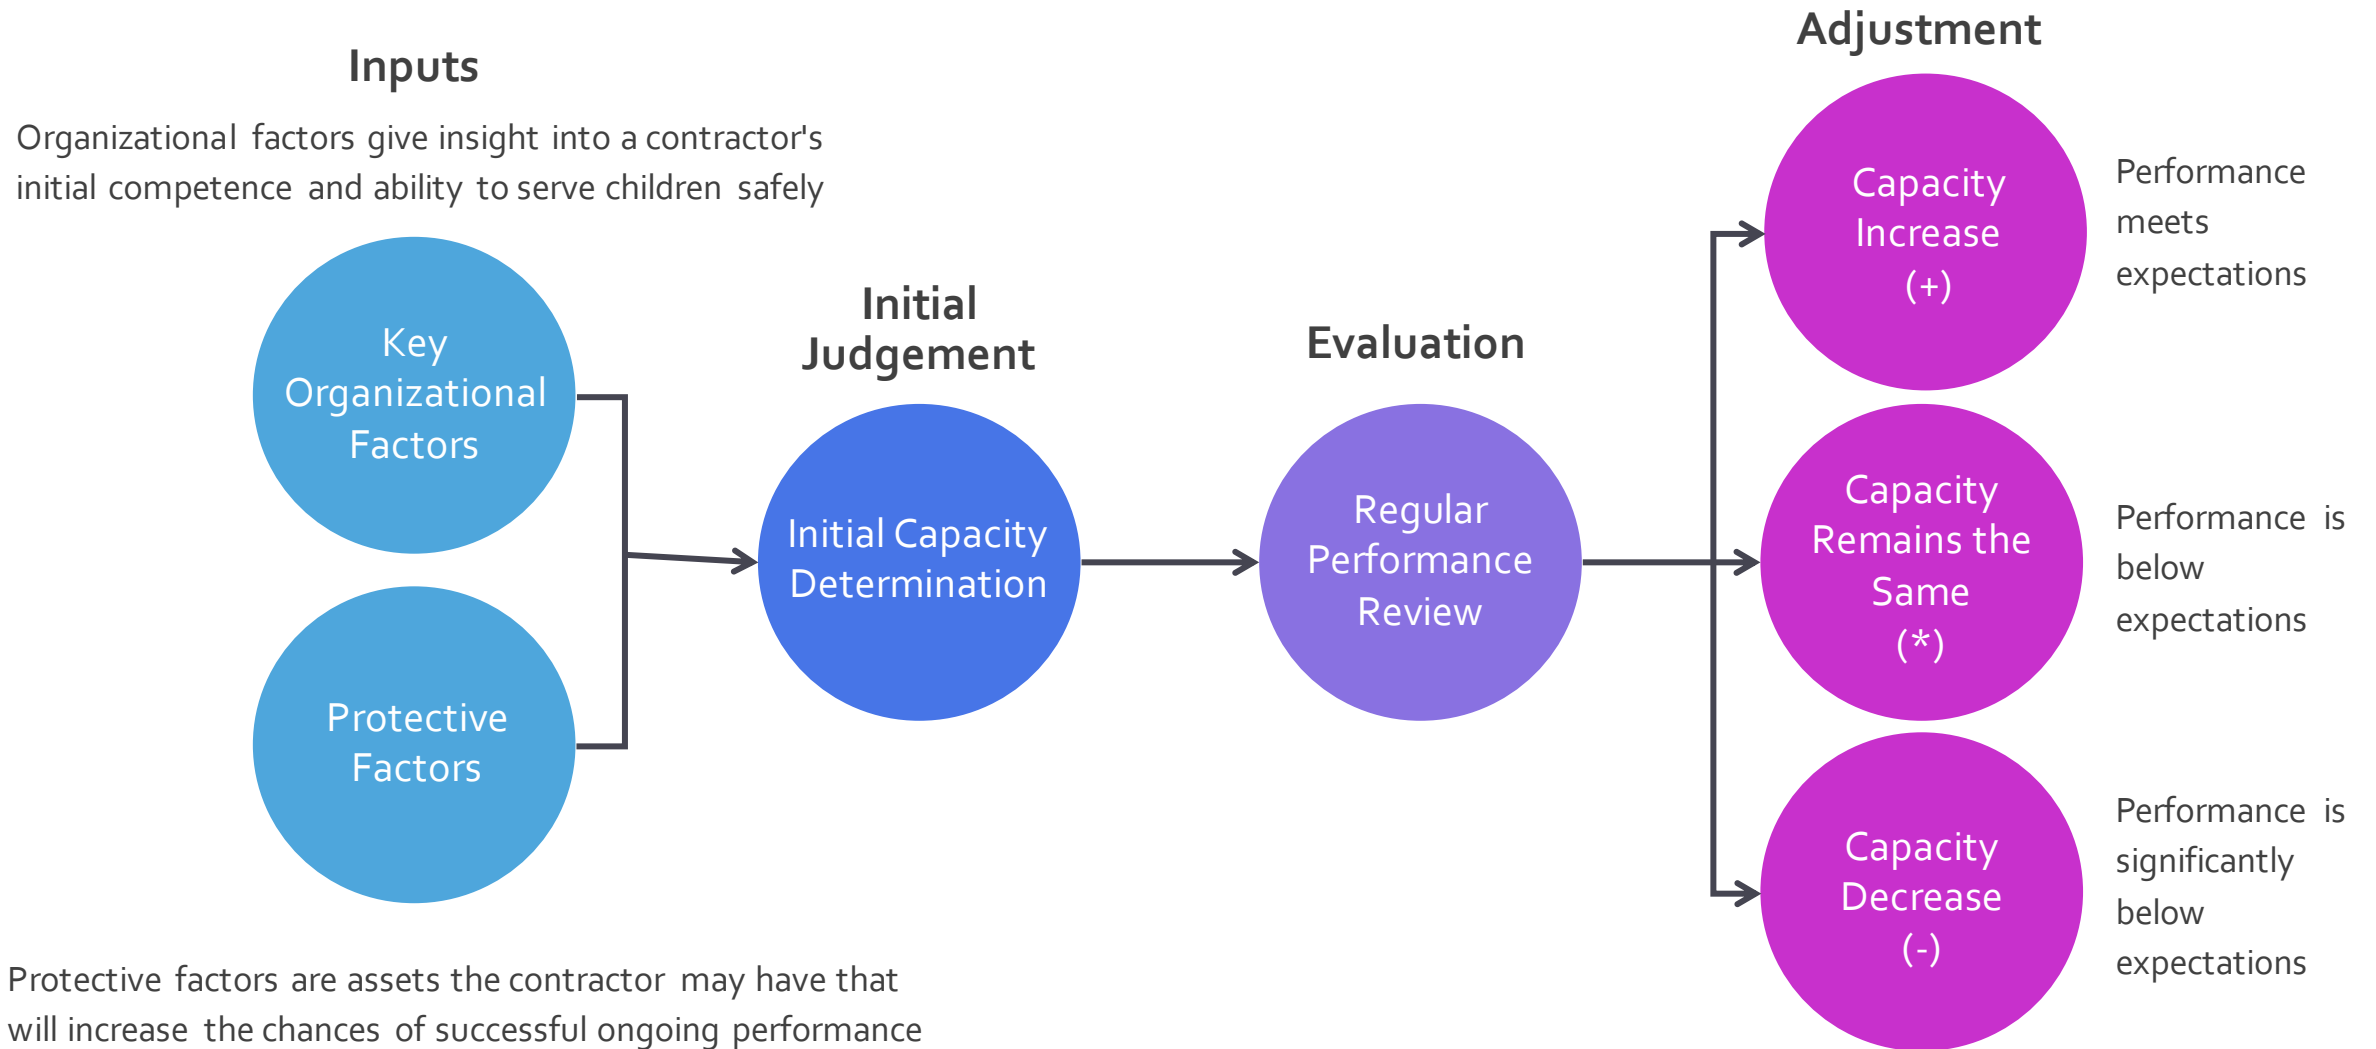 Inputs
Organizational factors give insight into a contractor's
initial competence and ability to serve children safely
Key
Organizational
Factors
Protective
Factors
Protective factors are assets the contractor may have that
will increase the chances of successful ongoing performance
Initial
Judgement
Initial Capacity
Determination
Evaluation
Regular
Performance
Review
Adjustment
Capacity
Increase
(+)
Performance
meets
expectations
Capacity
Remains the
Same
(*)
Performance is
below
expectations
Capacity
Decrease
(-)
Performance is
significantly
below
expectations